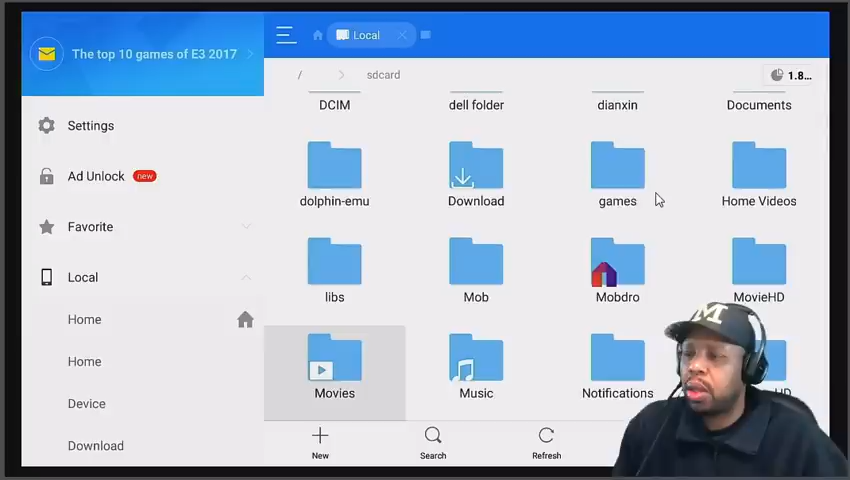 The top 10 games of E3 2017
Local
/ sdcard 1.8...
Settings
Ad Unlock new
Favorite
Local
Home
Home
Device
Download
DCIM dell folder dianxin Documents
dolphin-emu Download games Home Videos
libs Mob Mobdro MovieHD
Movies Music Notifications HD
New Search Refresh
M